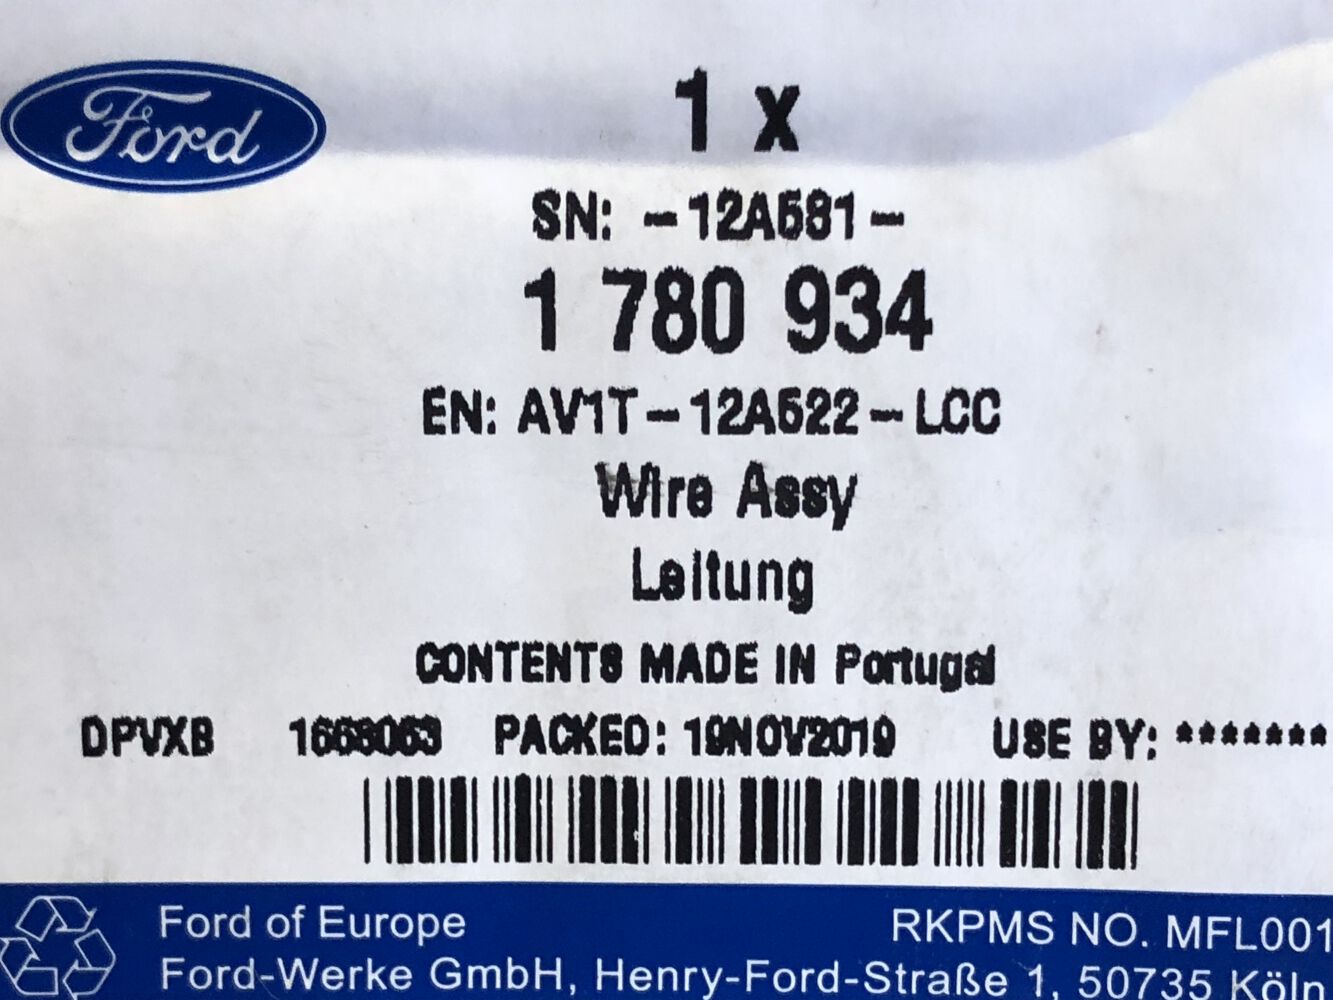 Ford
1 x
SN: -12A581-
1 780 934
EN: AV1T-12A522-LCC
Wire Assy
Leitung
CONTENTS MADE IN Portugal
DPVXB 1668063 PACKED: 19NOV2019 USE BY: *******
Ford of Europe RKPMS NO. MFL001
Ford-Werke GmbH, Henry-Ford-Straße 1, 50735 Köln